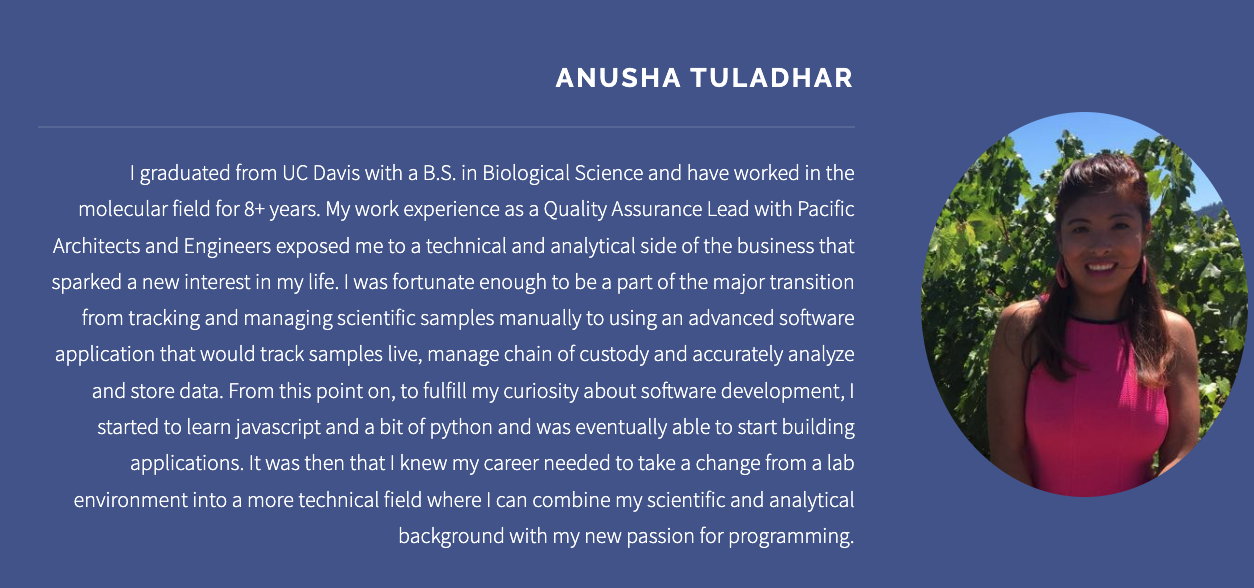 ANUSHA TULADHAR
I graduated from UC Davis with a B.S. in Biological Science and have worked in the
molecular field for 8+ years. My work experience as a Quality Assurance Lead with Pacific
Architects and Engineers exposed me to a technical and analytical side of the business that
sparked a new interest in my life. I was fortunate enough to be a part of the major transition
from tracking and managing scientific samples manually to using an advanced software
application that would track samples live, manage chain of custody and accurately analyze
and store data. From this point on, to fulfill my curiosity about software development, I
started to learn javascript and a bit of python and was eventually able to start building
applications. It was then that I knew my career needed to take a change from a lab
environment into a more technical field where I can combine my scientific and analytical
background with my new passion for programming.